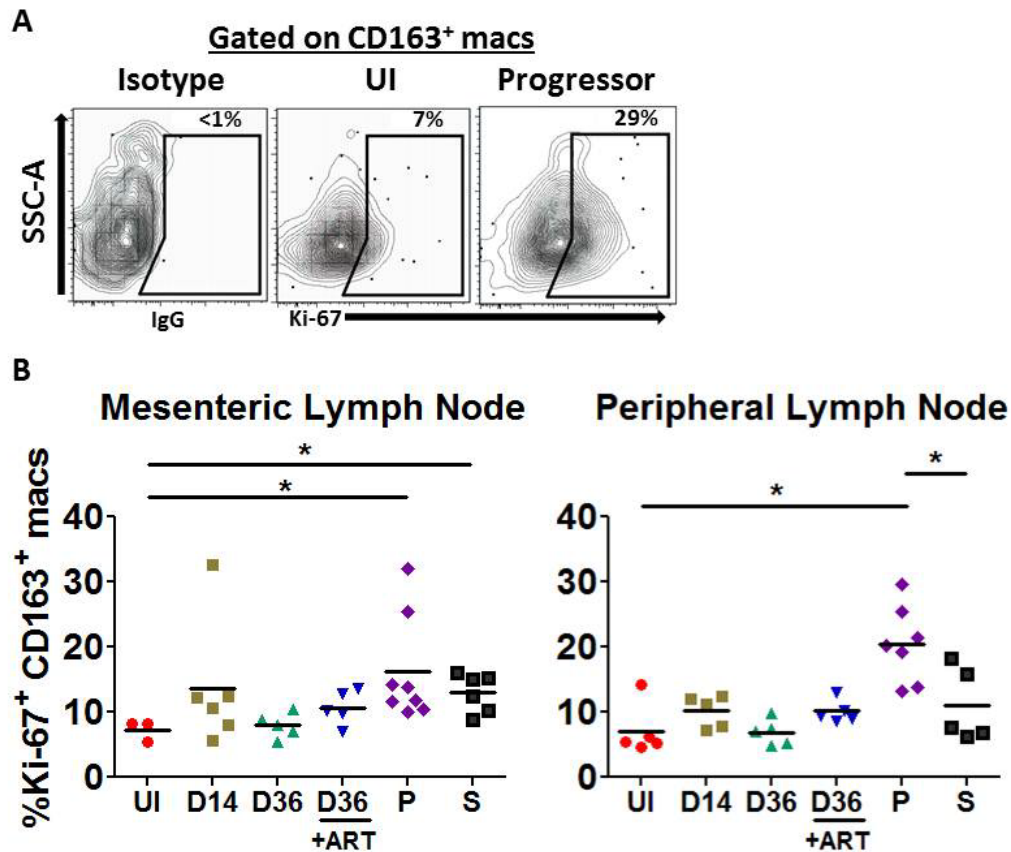 A
Gated on CD163⁺ macs
Isotype UI Progressor
<1% 7% 29%
SSC-A
IgG Ki-67
B
Mesenteric Lymph Node Peripheral Lymph Node
* * * *
%Ki-67⁺ CD163⁺ macs
40 40
30 30
20 20
10 10
0 0
UI D14 D36 D36 P S UI D14 D36 D36 P S
+ART +ART